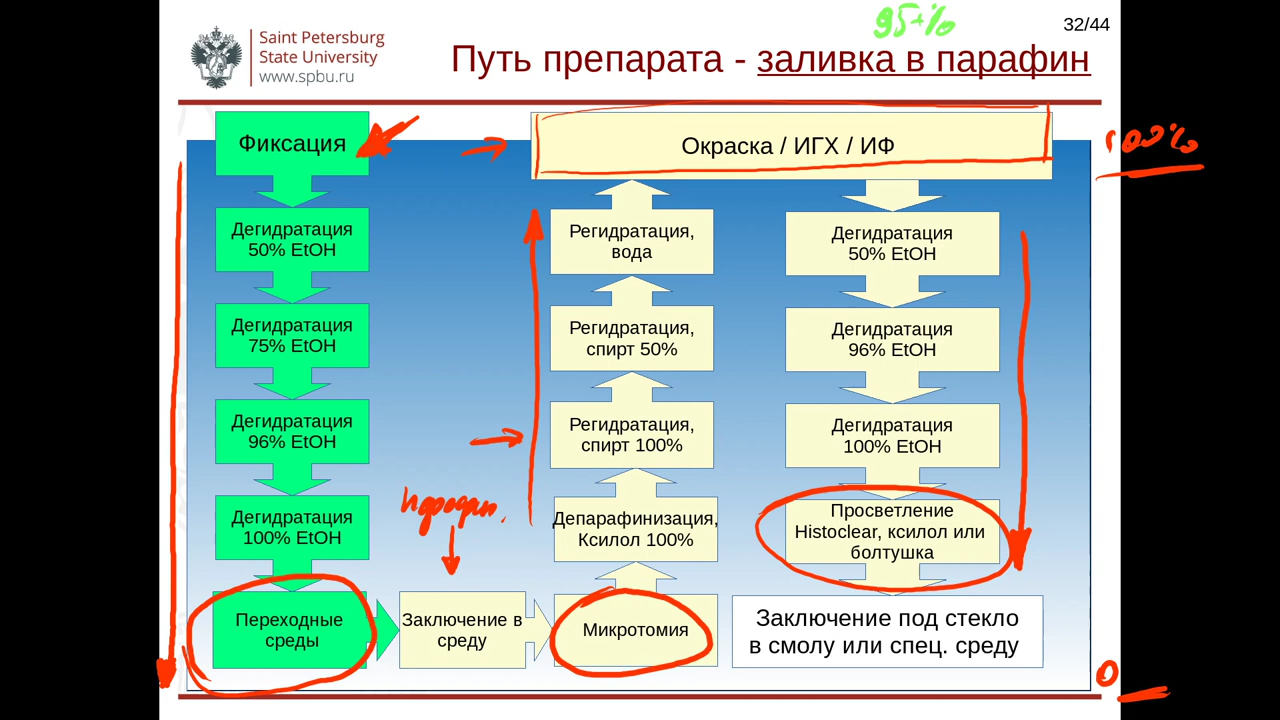 95+%
32/44
Saint Petersburg
State University
www.spbu.ru
Путь препарата - заливка в парафин
Фиксация
Дегидратация
50% EtOH
Дегидратация
75% EtOH
Дегидратация
96% EtOH
Дегидратация
100% EtOH
Переходные
среды
Заключение в
среду
Микротомия
Депарафинизация,
Ксилол 100%
Регидратация,
спирт 100%
Регидратация,
спирт 50%
Регидратация,
вода
Окраска / ИГХ / ИФ
Дегидратация
50% EtOH
Дегидратация
96% EtOH
Дегидратация
100% EtOH
Просветление
Histoclear, ксилол или
болтушка
Заключение под стекло
в смолу или спец. среду
100%
0